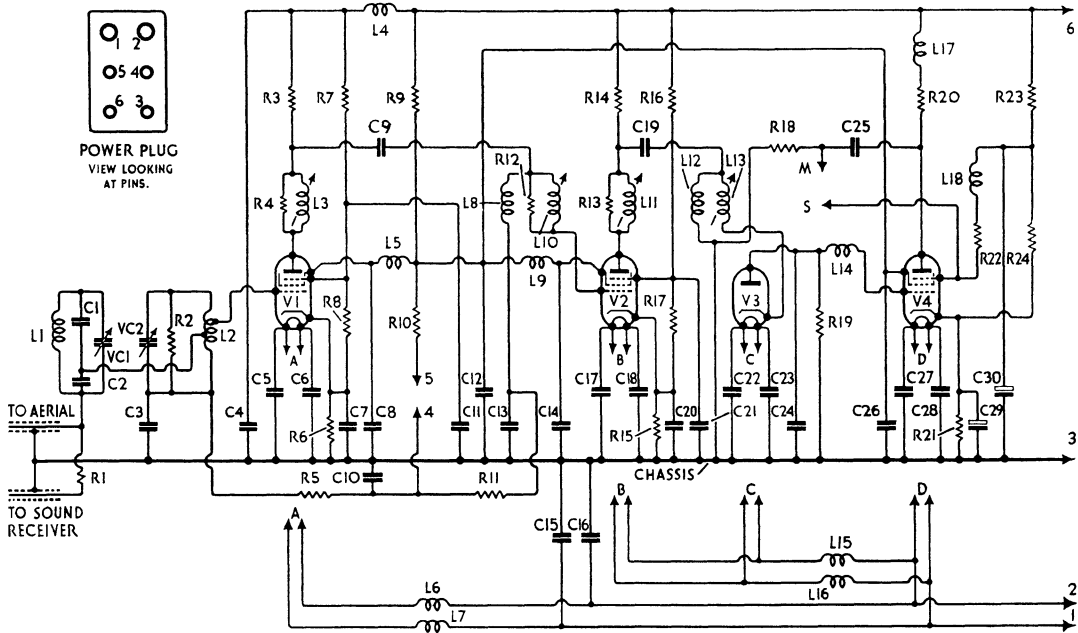 L4
6
1 2
5 4
6 3
POWER PLUG
VIEW LOOKING
AT PINS.
L17
R3 R7 R9 R14 R16 R20 R23
C9 C19 R18 C25
R12 L12 L13 M
R4 L3 L8 R13 L11 L18
L10 S
L5 L9 L14 R22 R24
V1 R8 V2 R17 V3 V4
L1 C1 VC2 R2 L2 R10 R19
VC1
C2
A B C D
C5 C6 5 C12 C17 C18 C22 C23 C27 C30
TO AERIAL
C3 C4 R6 C7 C8 4 C11 C13 C14 R15 C20 C21 C24 C26 C28 R21 C29
3
R1 R5 C10 R11 CHASSIS
TO SOUND
RECEIVER
A B C D
C15 C16
L15
L16
L6
2
L7
1